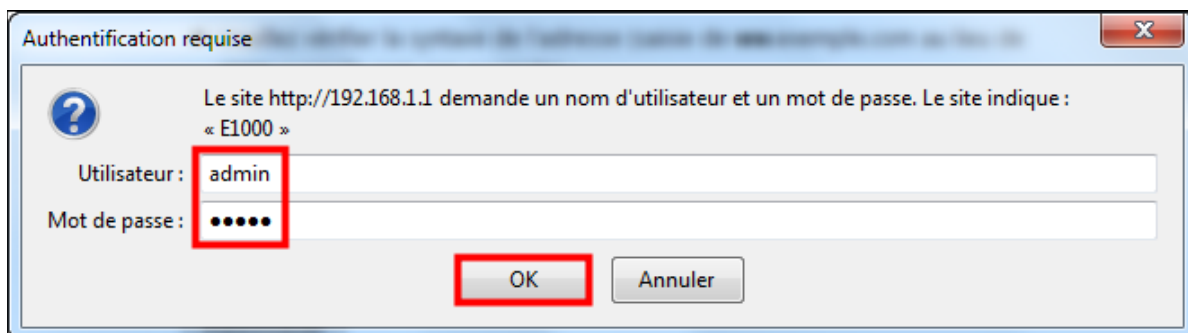 Authentification requise
Le site http://192.168.1.1 demande un nom d'utilisateur et un mot de passe. Le site indique :
« E1000 »
Utilisateur : admin
Mot de passe : •••••
OK Annuler